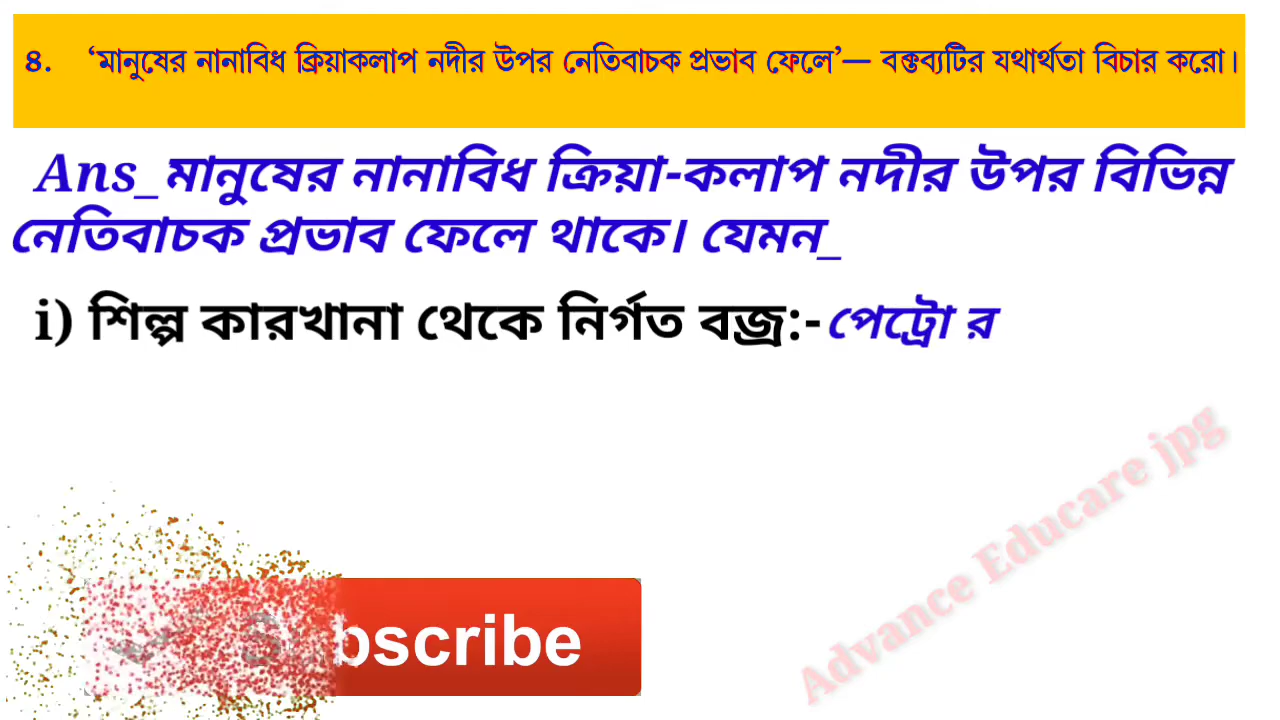 ৪. ‘মানুষের নানাবিধ ক্রিয়াকলাপ নদীর উপর নেতিবাচক প্রভাব ফেলে’— বক্তব্যটির যথার্থতা বিচার করো।
Ans_মানুষের নানাবিধ ক্রিয়া-কলাপ নদীর উপর বিভিন্ন
নেতিবাচক প্রভাব ফেলে থাকে। যেমন_
i) শিল্প কারখানা থেকে নির্গত বজ্র:-পেট্রো র
Advance Educare jpg
Subscribe